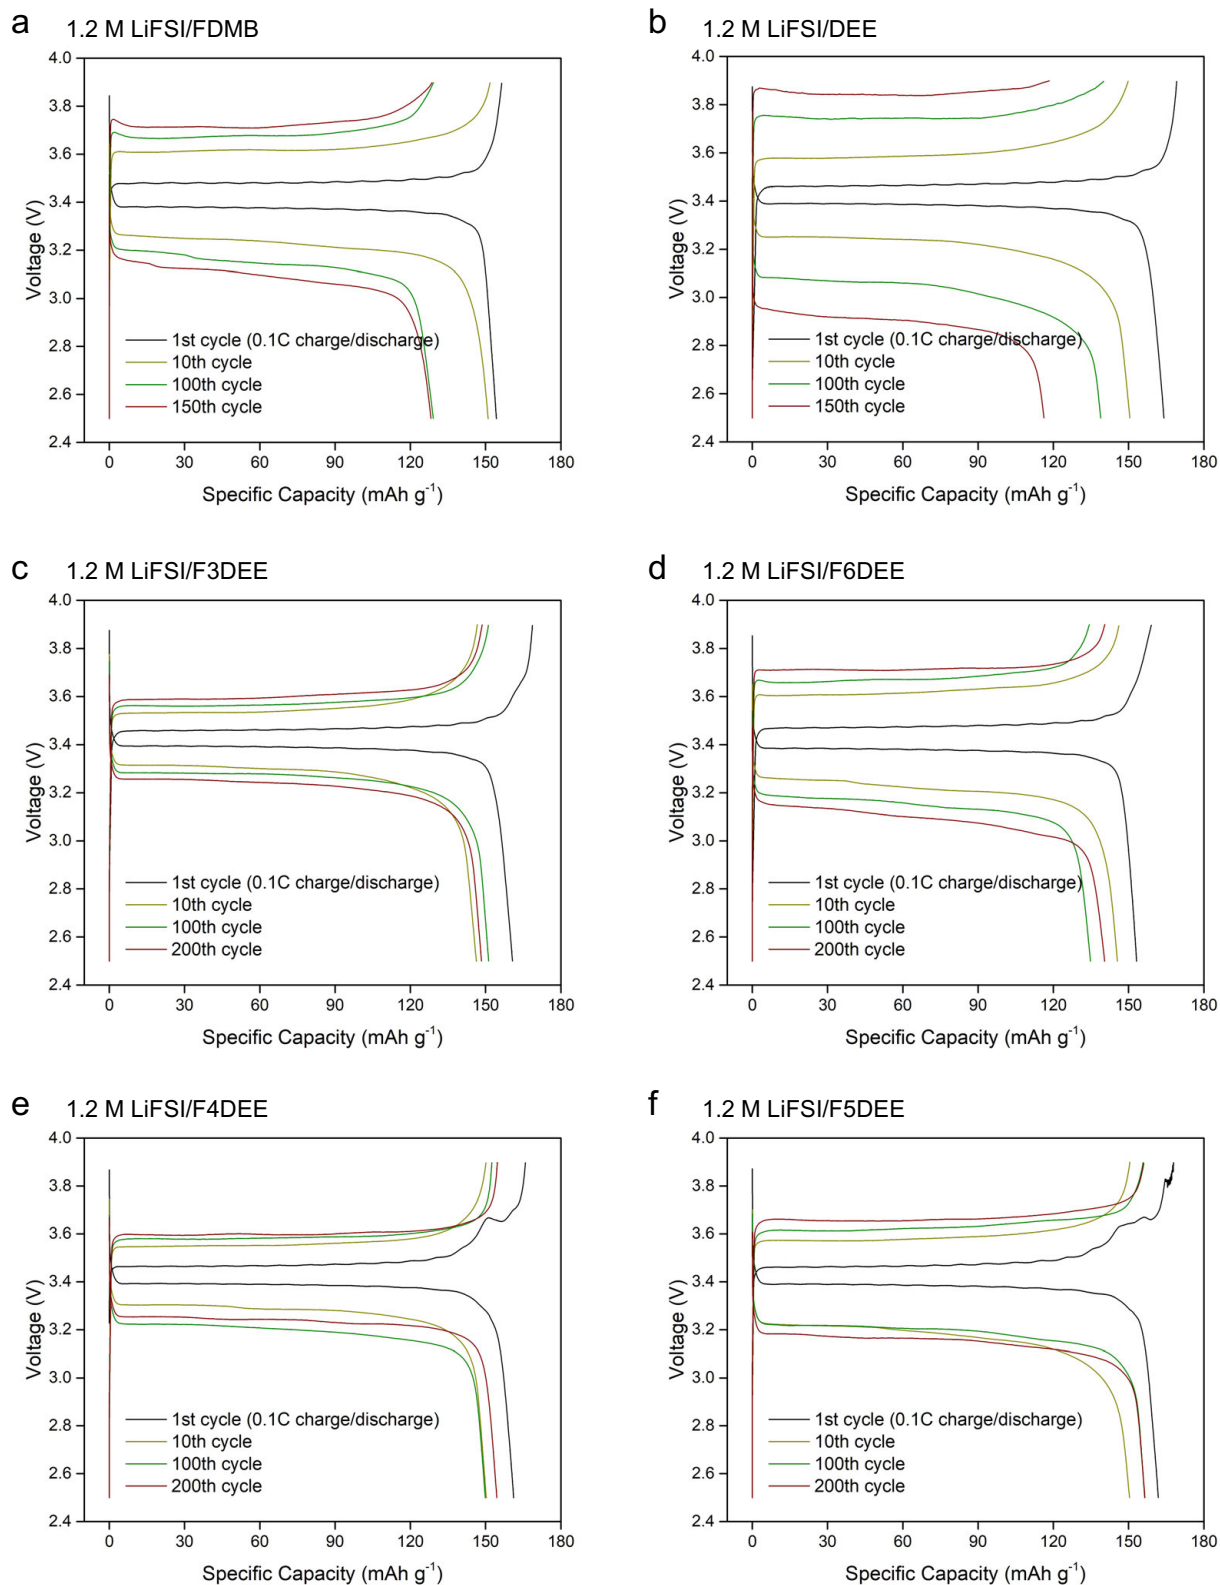 a 1.2 M LiFSI/FDMB
4.0
3.8
3.6
3.4
3.2
3.0
2.8
2.6
2.4
Voltage (V)
1st cycle (0.1C charge/discharge)
10th cycle
100th cycle
150th cycle
0 30 60 90 120 150 180
Specific Capacity (mAh g⁻¹)
b 1.2 M LiFSI/DEE
4.0
3.8
3.6
3.4
3.2
3.0
2.8
2.6
2.4
Voltage (V)
1st cycle (0.1C charge/discharge)
10th cycle
100th cycle
150th cycle
0 30 60 90 120 150 180
Specific Capacity (mAh g⁻¹)
c 1.2 M LiFSI/F3DEE
4.0
3.8
3.6
3.4
3.2
3.0
2.8
2.6
2.4
Voltage (V)
1st cycle (0.1C charge/discharge)
10th cycle
100th cycle
200th cycle
0 30 60 90 120 150 180
Specific Capacity (mAh g⁻¹)
d 1.2 M LiFSI/F6DEE
4.0
3.8
3.6
3.4
3.2
3.0
2.8
2.6
2.4
Voltage (V)
1st cycle (0.1C charge/discharge)
10th cycle
100th cycle
200th cycle
0 30 60 90 120 150 180
Specific Capacity (mAh g⁻¹)
e 1.2 M LiFSI/F4DEE
4.0
3.8
3.6
3.4
3.2
3.0
2.8
2.6
2.4
Voltage (V)
1st cycle (0.1C charge/discharge)
10th cycle
100th cycle
200th cycle
0 30 60 90 120 150 180
Specific Capacity (mAh g⁻¹)
f 1.2 M LiFSI/F5DEE
4.0
3.8
3.6
3.4
3.2
3.0
2.8
2.6
2.4
Voltage (V)
1st cycle (0.1C charge/discharge)
10th cycle
100th cycle
200th cycle
0 30 60 90 120 150 180
Specific Capacity (mAh g⁻¹)